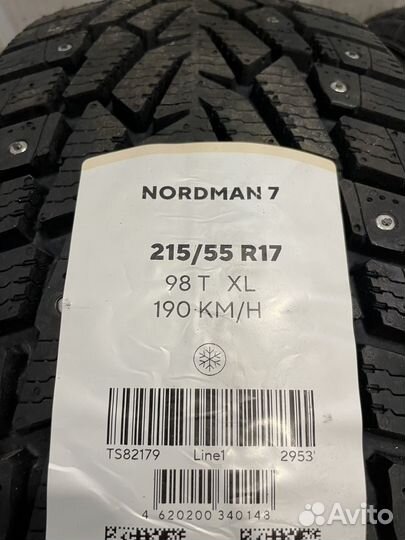 NORDMAN 7
215/55 R17
98 T XL
190 KM/H
TS82179 Line1 2953
4 620200 340143
Avito